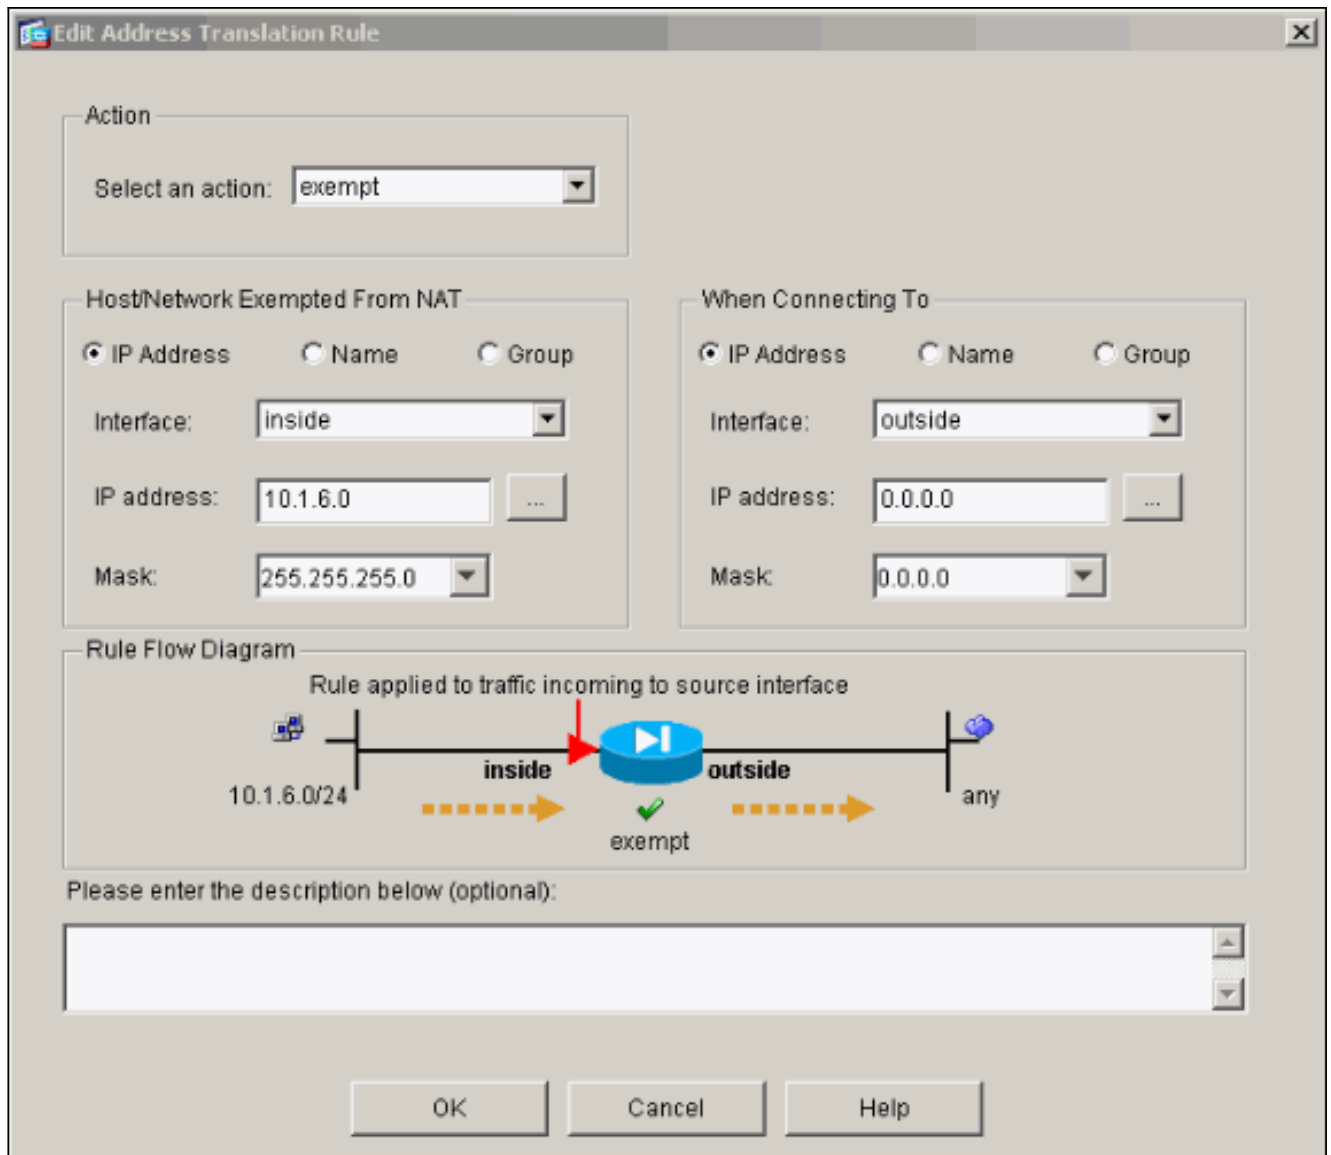 Edit Address Translation Rule
Action
Select an action: exempt
Host/Network Exempted From NAT
IP Address Name Group
Interface: inside
IP address: 10.1.6.0 ...
Mask: 255.255.255.0
When Connecting To
IP Address Name Group
Interface: outside
IP address: 0.0.0.0 ...
Mask: 0.0.0.0
Rule Flow Diagram
Rule applied to traffic incoming to source interface
inside outside
10.1.6.0/24 any
exempt
Please enter the description below (optional):
OK Cancel Help